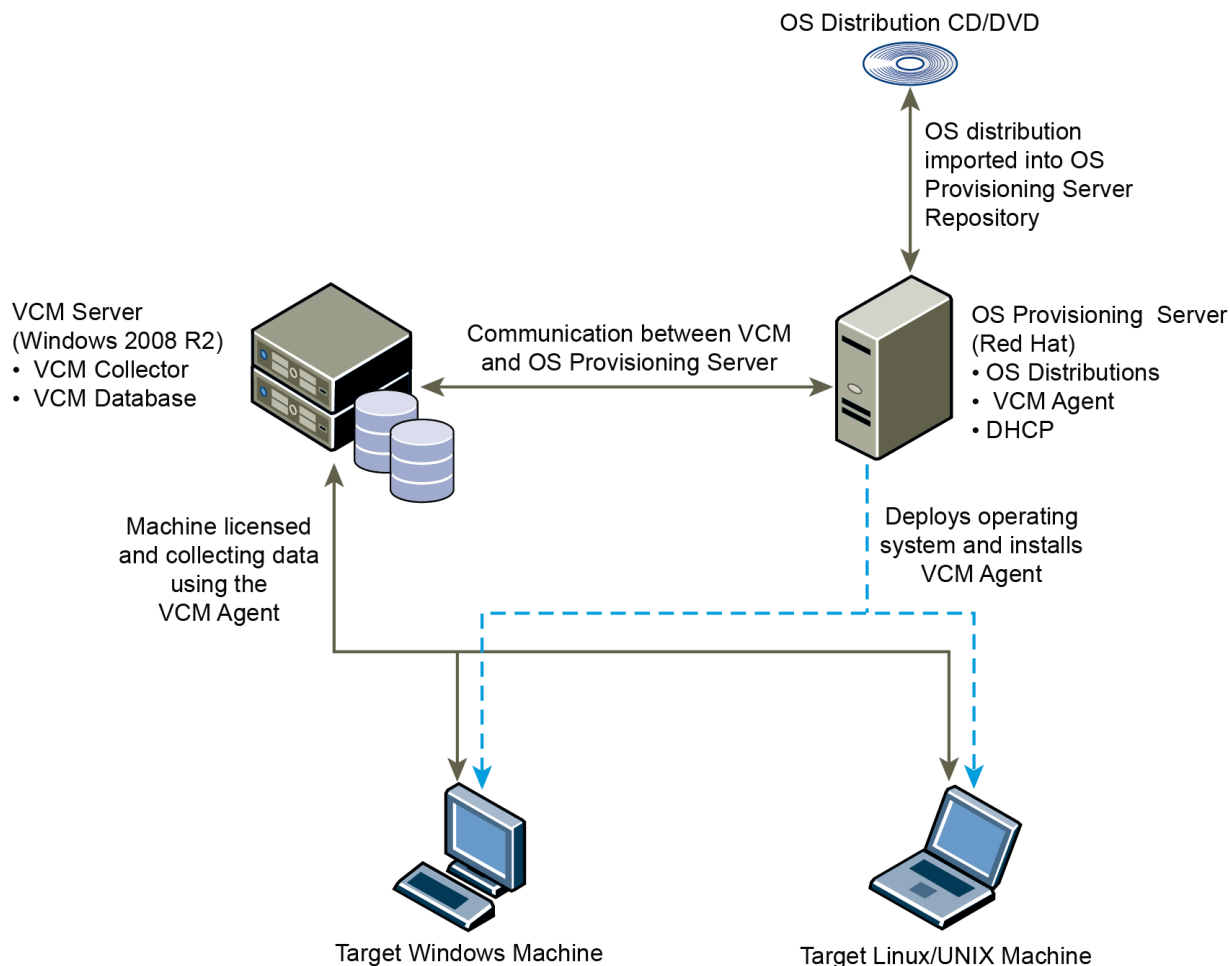 OS Distribution CD/DVD
OS distribution
imported into OS
Provisioning Server
Repository
VCM Server
(Windows 2008 R2)
• VCM Collector
• VCM Database
Communication between VCM
and OS Provisioning Server
OS Provisioning Server
(Red Hat)
• OS Distributions
• VCM Agent
• DHCP
Machine licensed
and collecting data
using the
VCM Agent
Deploys operating
system and installs
VCM Agent
Target Windows Machine
Target Linux/UNIX Machine